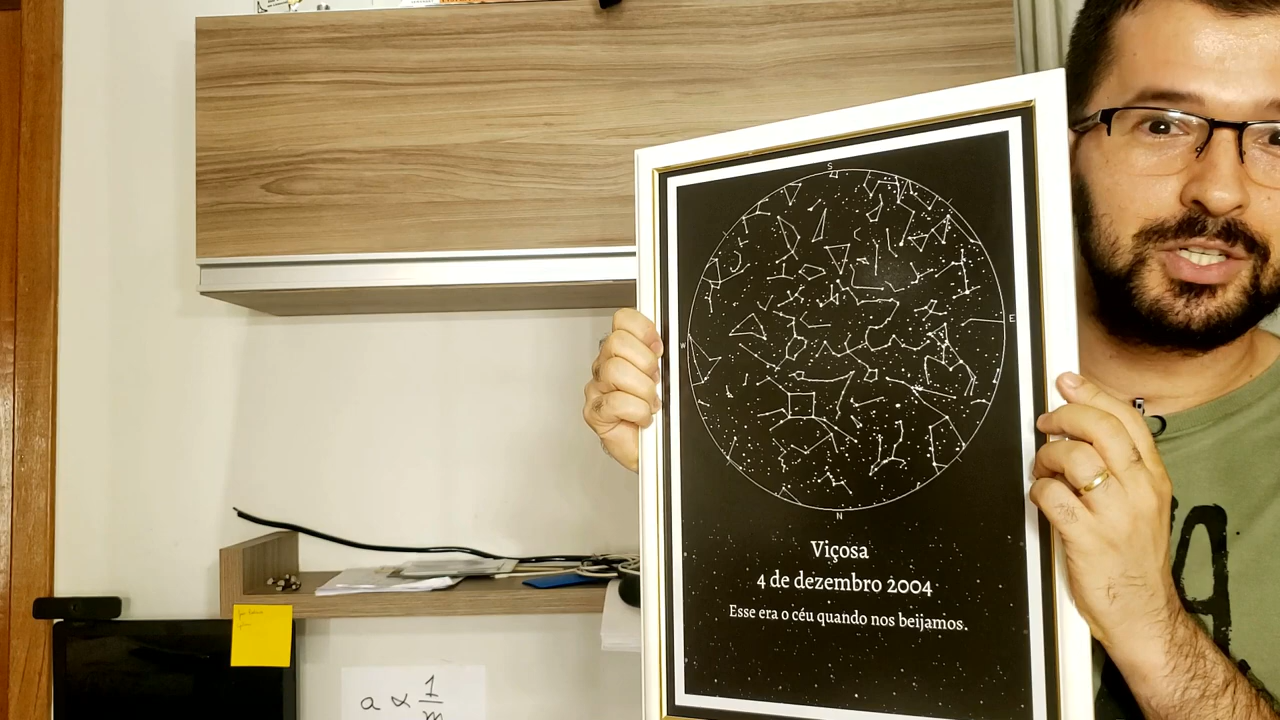 S
W
E
N
Viçosa
4 de dezembro 2004
Esse era o céu quando nos beijamos.
a ∝ 1
m